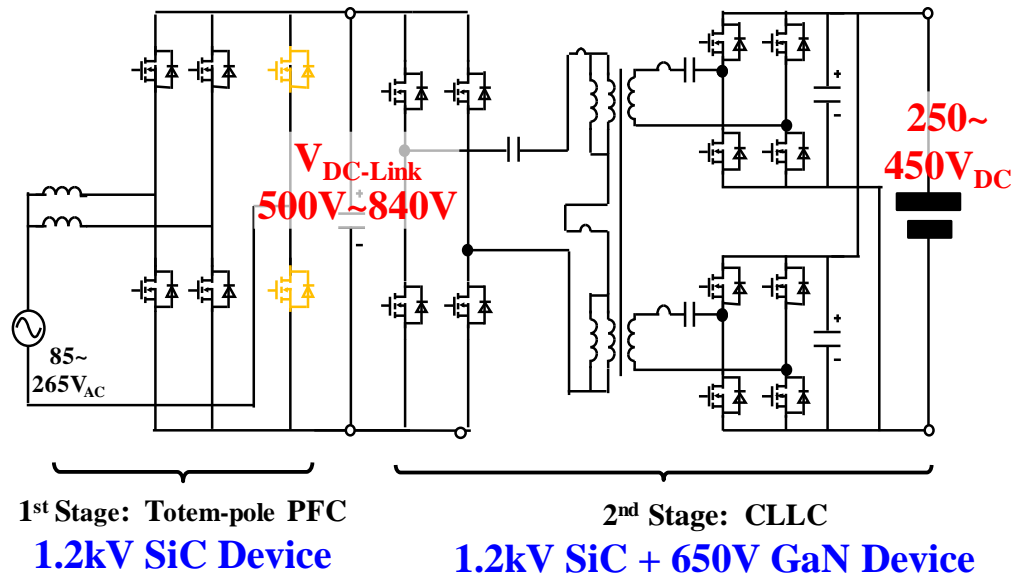 V_DC-Link
500V~840V
+
-
85~
265V_AC
+
-
250~
450V_DC
+
-
1st Stage: Totem-pole PFC
1.2kV SiC Device
2nd Stage: CLLC
1.2kV SiC + 650V GaN Device